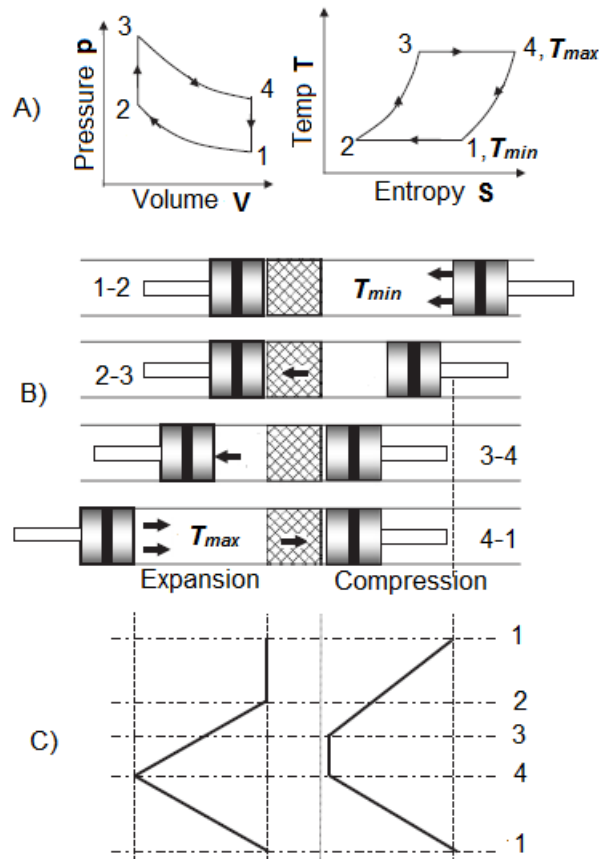 A)
3
4
2
1
Pressure p
Volume V
3
4, Tmax
2
1, Tmin
Temp T
Entropy S
B)
1-2
Tmin
2-3
3-4
Tmax
4-1
Expansion
Compression
C)
1
2
3
4
1